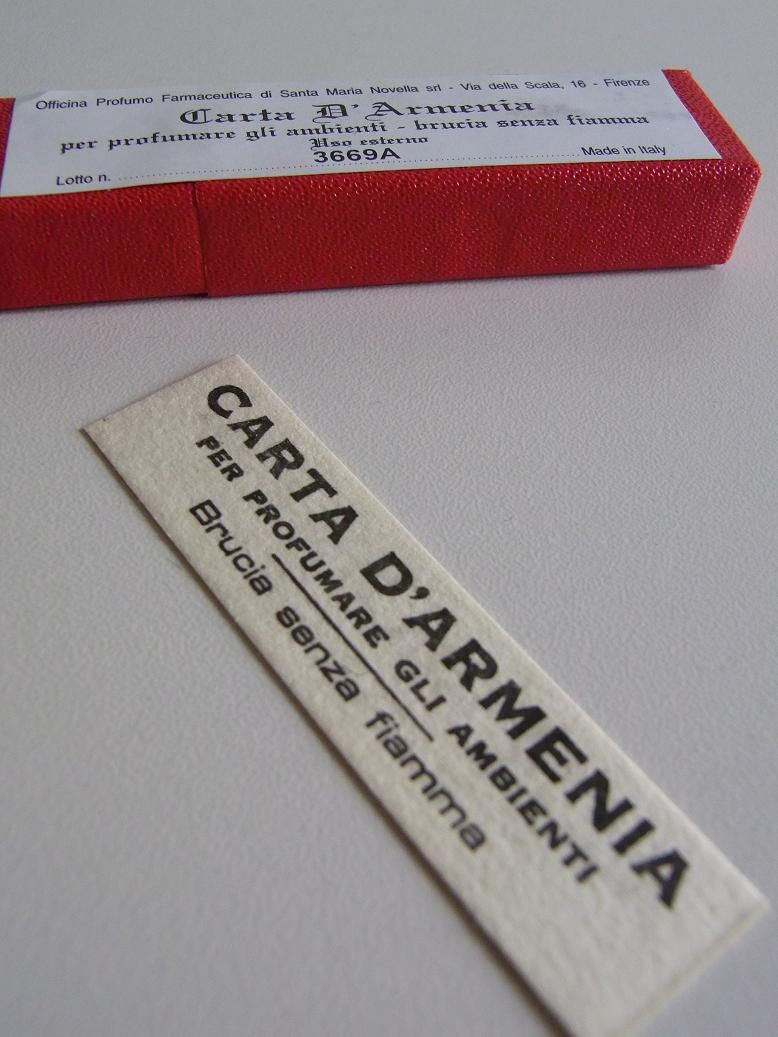 Officina Profumo Farmaceutica di Santa Maria Novella srl - Via della Scala, 16 - Firenze
Carta D'Armenia
per profumare gli ambienti - brucia senza fiamma
Uso esterno
Lotto n. ........ 3669A ........ Made in Italy
CARTA D'ARMENIA
PER PROFUMARE GLI AMBIENTI
Brucia senza fiamma